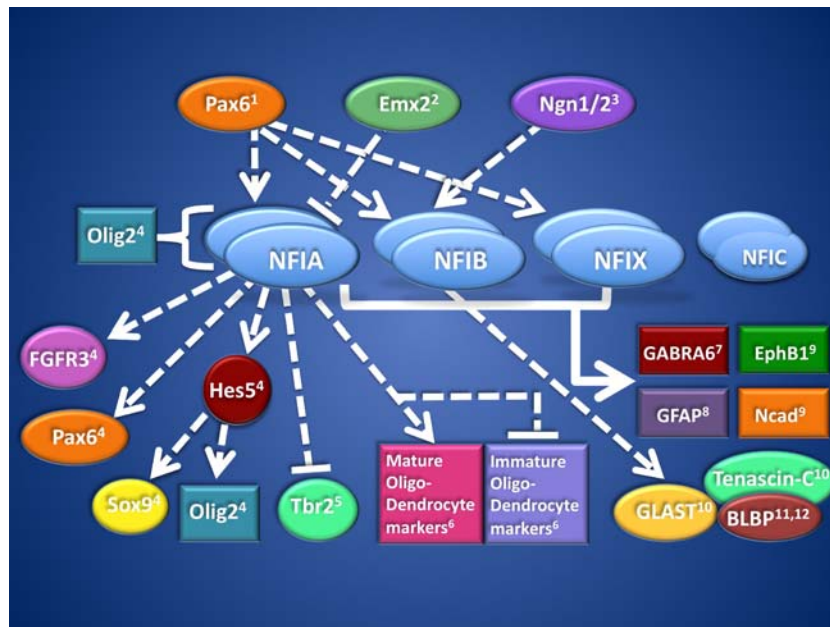 Pax6¹
Emx2²
Ngn1/2³
Olig2⁴
NFIA
NFIB
NFIX
NFIC
FGFR3⁴
Hes5⁴
GABRA6⁷
EphB1⁹
Pax6⁴
GFAP⁸
Ncad⁹
Sox9⁴
Olig2⁴
Tbr2⁵
Mature
Oligo-
Dendrocyte
markers⁶
Immature
Oligo-
Dendrocyte
markers⁶
Tenascin-C¹⁰
GLAST¹⁰
BLBP¹¹,¹²